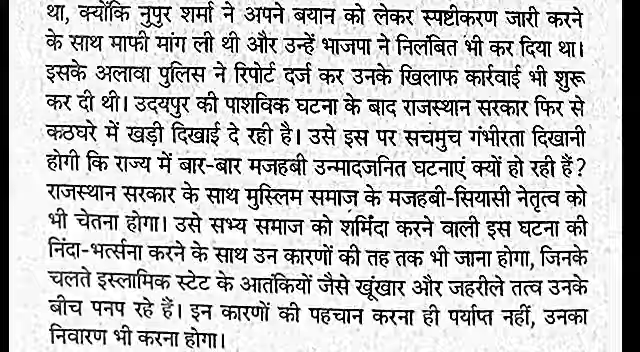 था, क्योंकि नुपुर शर्मा ने अपने बयान को लेकर स्पष्टीकरण जारी करने
के साथ माफी मांग ली थी और उन्हें भाजपा ने निलंबित भी कर दिया था।
इसके अलावा पुलिस ने रिपोर्ट दर्ज कर उनके खिलाफ कार्रवाई भी शुरू
कर दी थी। उदयपुर की पाशविक घटना के बाद राजस्थान सरकार फिर से
कठघरे में खड़ी दिखाई दे रही है। उसे इस पर सचमुच गंभीरता दिखानी
होगी कि राज्य में बार-बार मजहबी उन्मादजनित घटनाएं क्यों हो रही हैं?
राजस्थान सरकार के साथ मुस्लिम समाज के मजहबी-सियासी नेतृत्व को
भी चेतना होगा। उसे सभ्य समाज को शर्मिंदा करने वाली इस घटना की
निंदा-भर्त्सना करने के साथ उन कारणों की तह तक भी जाना होगा, जिनके
चलते इस्लामिक स्टेट के आतंकियों जैसे खूंखार और जहरीले तत्व उनके
बीच पनप रहे हैं। इन कारणों की पहचान करना ही पर्याप्त नहीं, उनका
निवारण भी करना होगा।